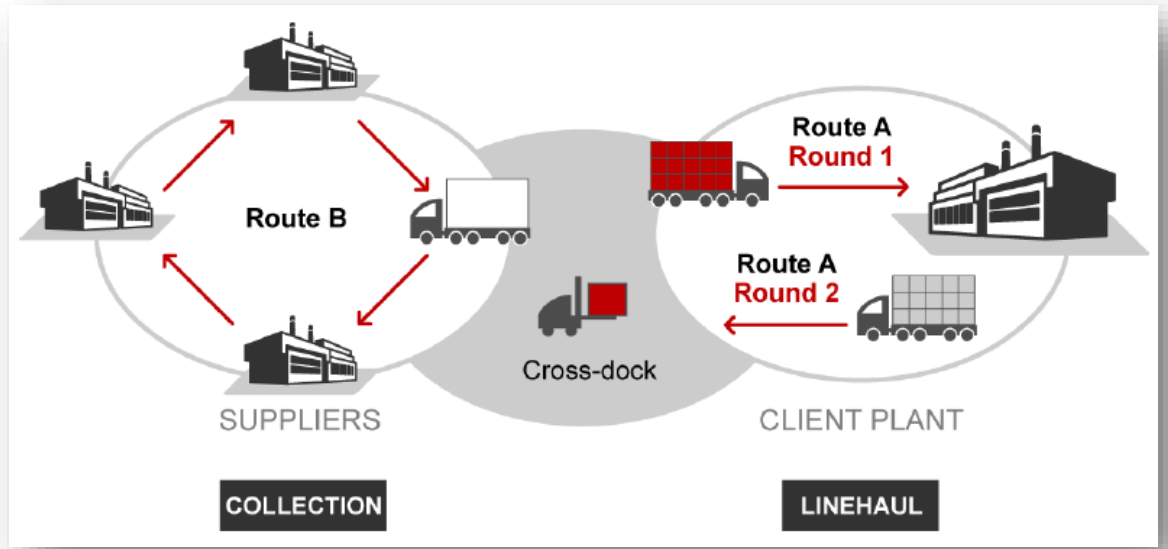 Route A
Round 1
Route B
Route A
Round 2
Cross-dock
SUPPLIERS
CLIENT PLANT
COLLECTION
LINEHAUL